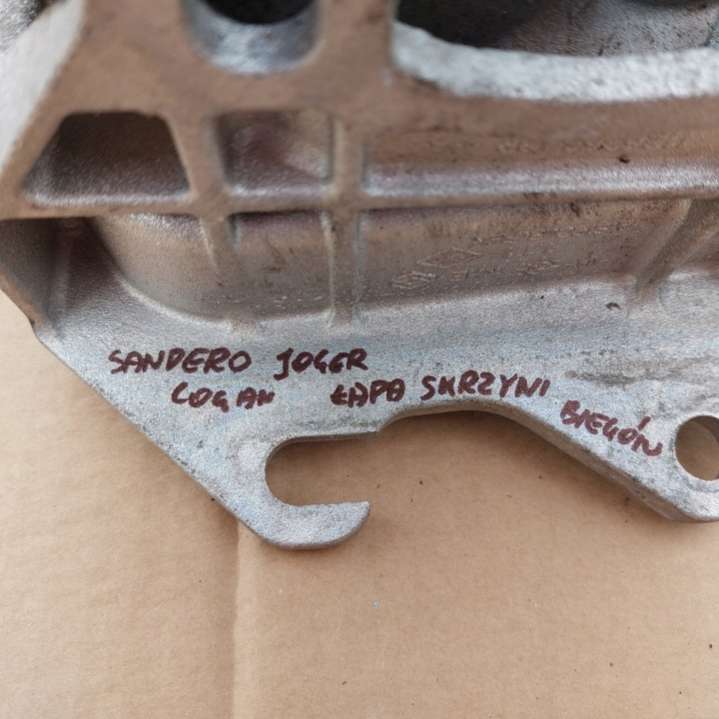 SANDERO JOGER
LOGAN ŁAPA SKRZYNI
BIEGÓW